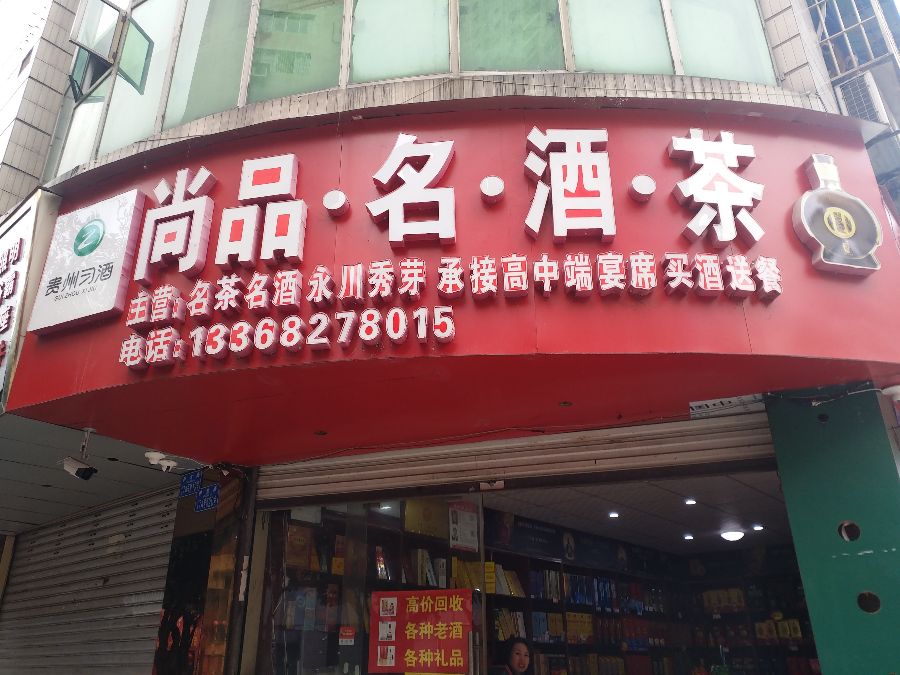 尚品·名·酒·茶
贵州习酒
GUIZHOU XIJIU
主营:名茶名酒 永川秀芽 承接高中端宴席 买酒送餐
电话:13368278015
高价回收
各种老酒
各种礼品